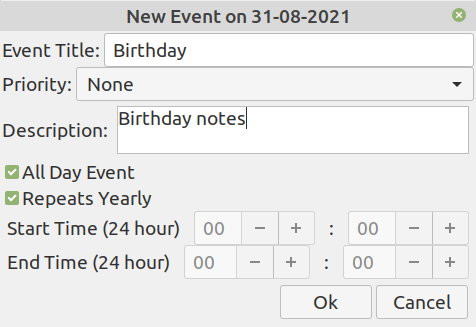 New Event on 31-08-2021
Event Title: Birthday
Priority: None
Description: Birthday notes
All Day Event
Repeats Yearly
Start Time (24 hour) 00 − + : 00 − +
End Time (24 hour) 00 − + : 00 − +
Ok Cancel